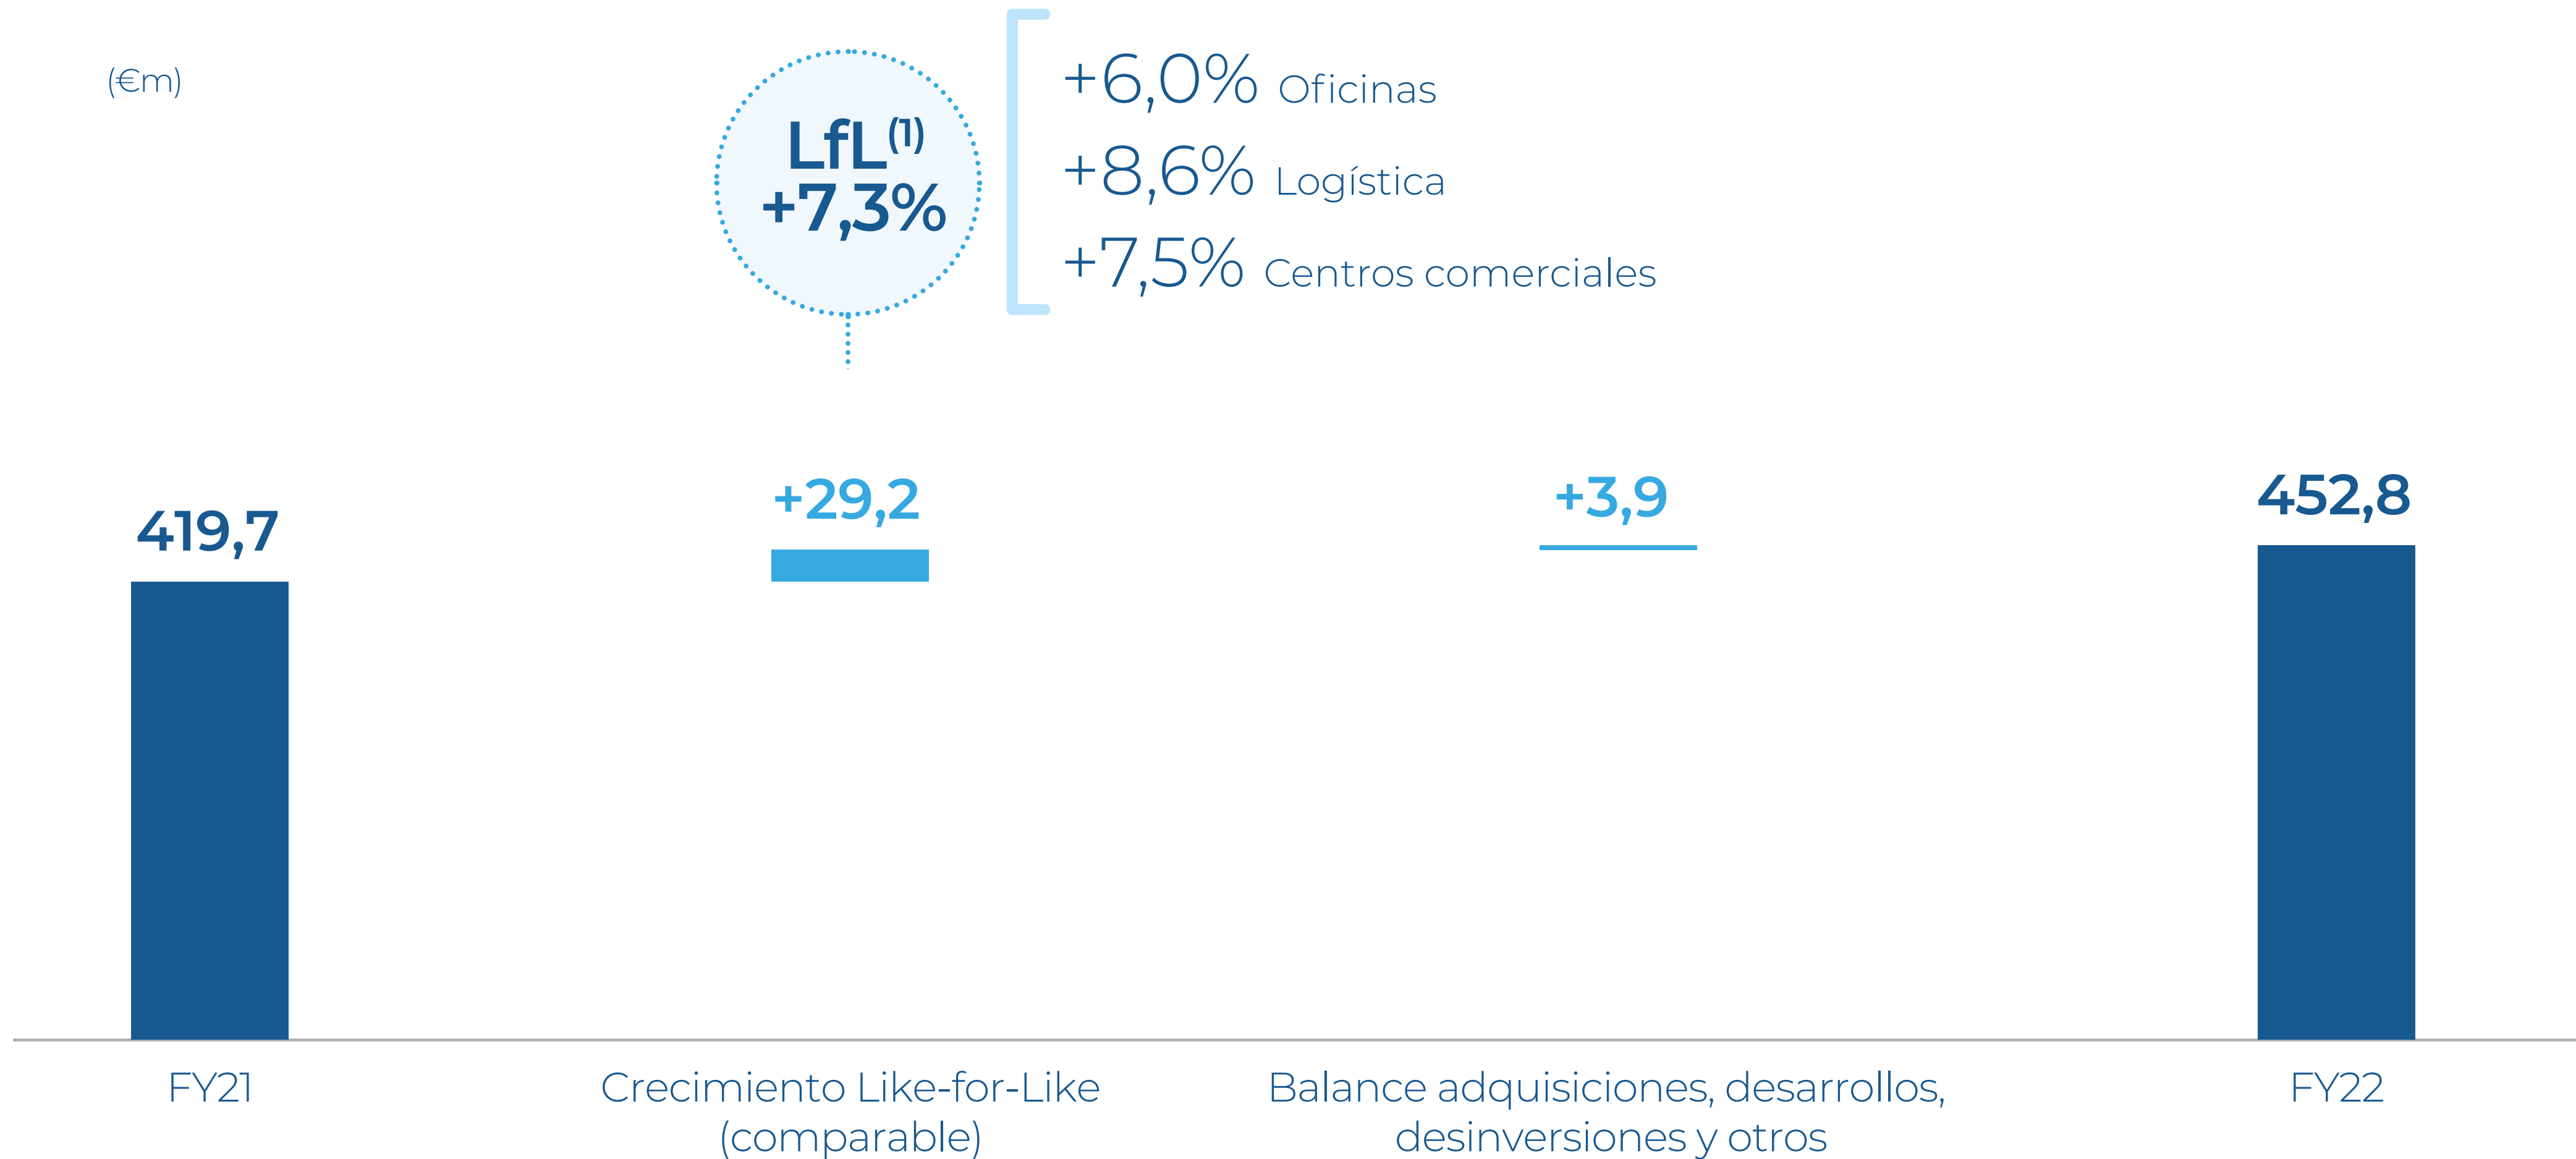 (€m)
LfL(1)
+7,3%
+6,0% Oficinas
+8,6% Logística
+7,5% Centros comerciales
419,7
+29,2
+3,9
452,8
FY21
Crecimiento Like-for-Like
(comparable)
Balance adquisiciones, desarrollos,
desinversiones y otros
FY22